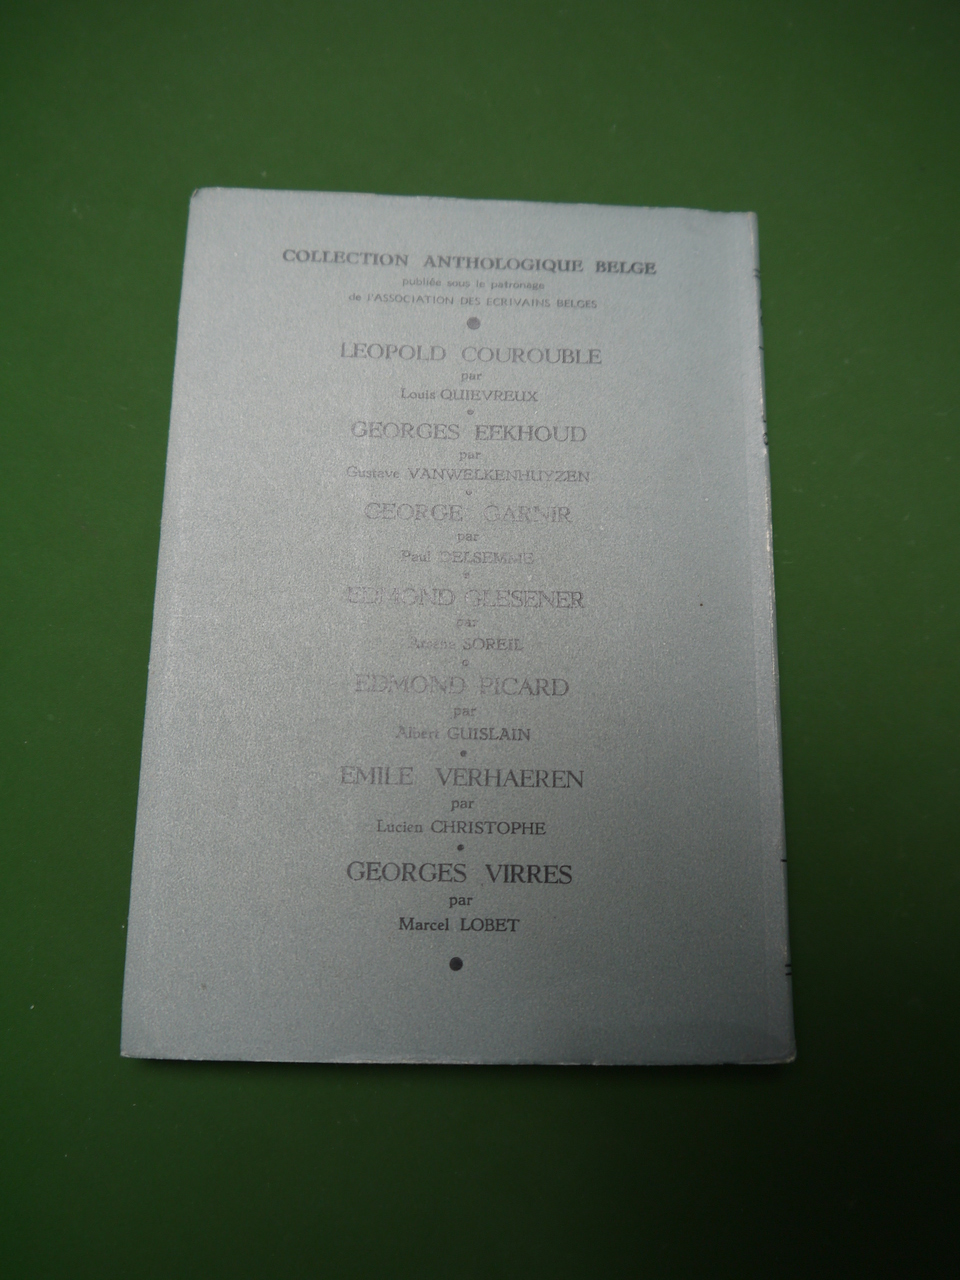 COLLECTION ANTHOLOGIQUE BELGE
publiée sous le patronage
de l'ASSOCIATION DES ECRIVAINS BELGES
LEOPOLD COUROUBLE
par
Louis QUIEVREUX
GEORGES EEKHOUD
par
Gustave VANWELKENHUYZEN
GEORGE GARNIR
par
Paul DELSEMME
EDMOND GLESENER
par
Arsène SOREIL
EDMOND PICARD
par
Albert GUISLAIN
EMILE VERHAEREN
par
Lucien CHRISTOPHE
GEORGES VIRRES
par
Marcel LOBET